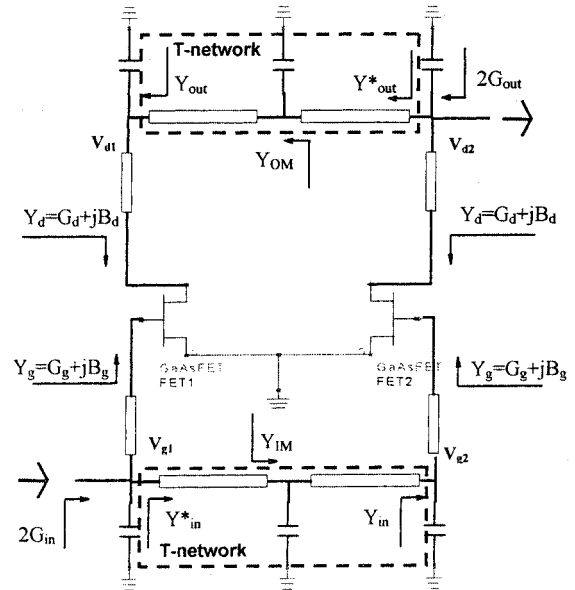 T-network
Y_out
Y*_out
2G_out
V_d1
V_d2
Y_OM
Y_d=G_d+jB_d
Y_d=G_d+jB_d
GaAsFET
FET1
GaAsFET
FET2
Y_g=G_g+jB_g
Y_g=G_g+jB_g
V_g1
Y_IM
V_g2
2G_in
Y*_in
Y_in
T-network